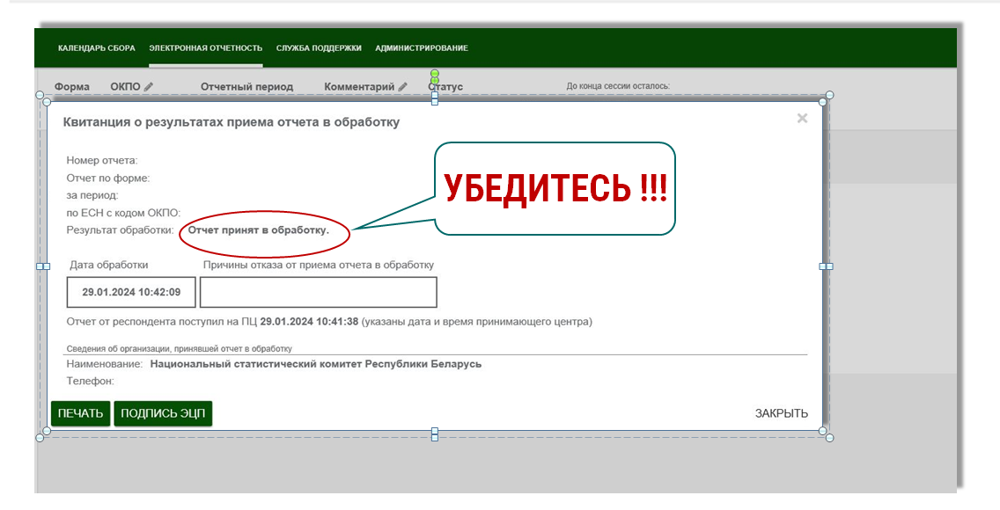 КАЛЕНДАРЬ СБОРА ЭЛЕКТРОННАЯ ОТЧЕТНОСТЬ СЛУЖБА ПОДДЕРЖКИ АДМИНИСТРИРОВАНИЕ
Форма ОКПО Отчетный период Комментарий Статус До конца сессии осталось:
Квитанция о результатах приема отчета в обработку
Номер отчета:
Отчет по форме:
за период:
по ЕСН с кодом ОКПО:
Результат обработки: Отчет принят в обработку.
УБЕДИТЕСЬ !!!
Дата обработки Причины отказа от приема отчета в обработку
29.01.2024 10:42:09
Отчет от респондента поступил на ПЦ 29.01.2024 10:41:38 (указаны дата и время принимающего центра)
Сведения об организации, принявшей отчет в обработку
Наименование: Национальный статистический комитет Республики Беларусь
Телефон:
ПЕЧАТЬ ПОДПИСЬ ЭЦП ЗАКРЫТЬ